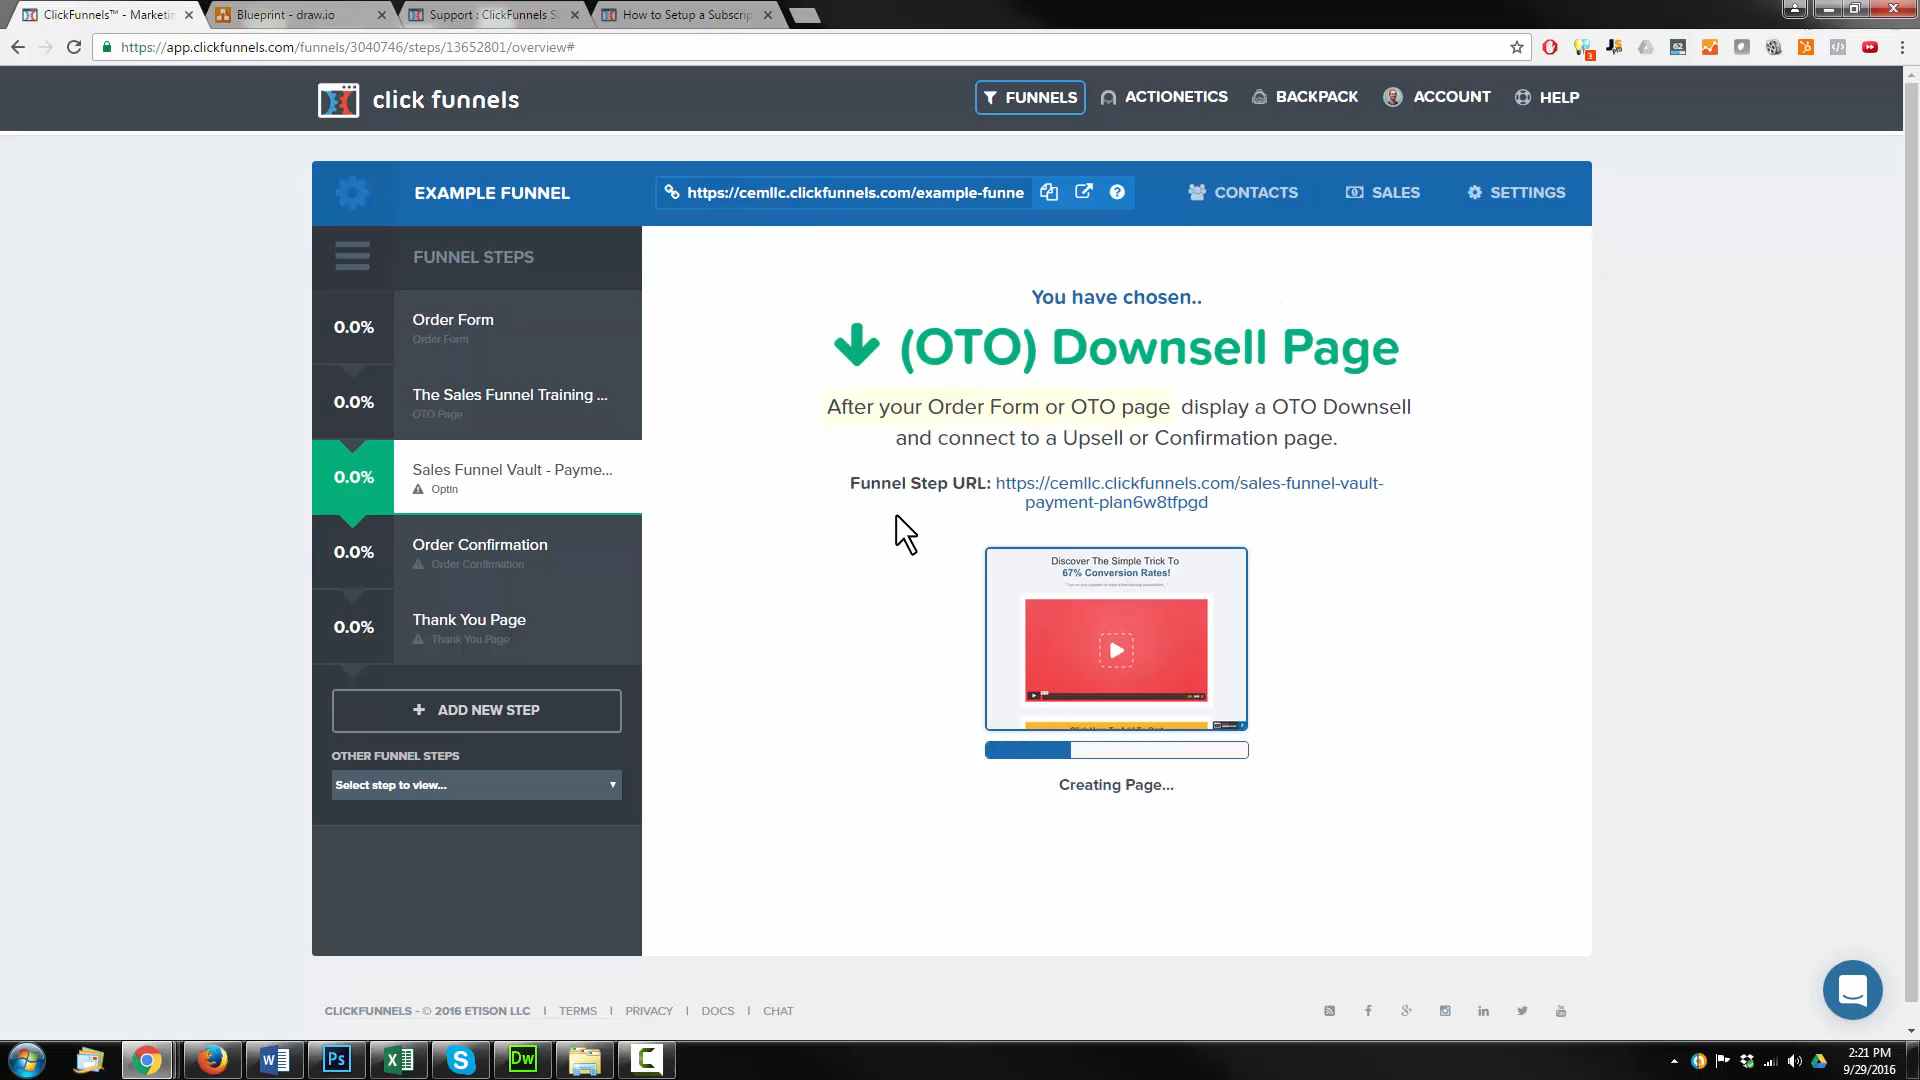 ClickFunnels™ - Marketin
Blueprint - draw.io
Support : ClickFunnels S
How to Setup a Subscrip
https://app.clickfunnels.com/funnels/3040746/steps/13652801/overview#
3
62
click funnels
FUNNELS
ACTIONETICS
BACKPACK
ACCOUNT
HELP
EXAMPLE FUNNEL
https://cemllc.clickfunnels.com/example-funne
CONTACTS
SALES
SETTINGS
FUNNEL STEPS
0.0%
Order Form
Order Form
0.0%
The Sales Funnel Training ...
OTO Page
0.0%
Sales Funnel Vault - Payme...
Optin
0.0%
Order Confirmation
Order Confirmation
0.0%
Thank You Page
Thank You Page
+ ADD NEW STEP
OTHER FUNNEL STEPS
Select step to view...
You have chosen..
(OTO) Downsell Page
After your Order Form or OTO page display a OTO Downsell
and connect to a Upsell or Confirmation page.
Funnel Step URL: https://cemllc.clickfunnels.com/sales-funnel-vault-
payment-plan6w8tfpgd
Discover The Simple Trick To
67% Conversion Rates!
Creating Page...
CLICKFUNNELS - © 2016 ETISON LLC | TERMS | PRIVACY | DOCS | CHAT
Ps
Dw
2:21 PM
9/29/2016